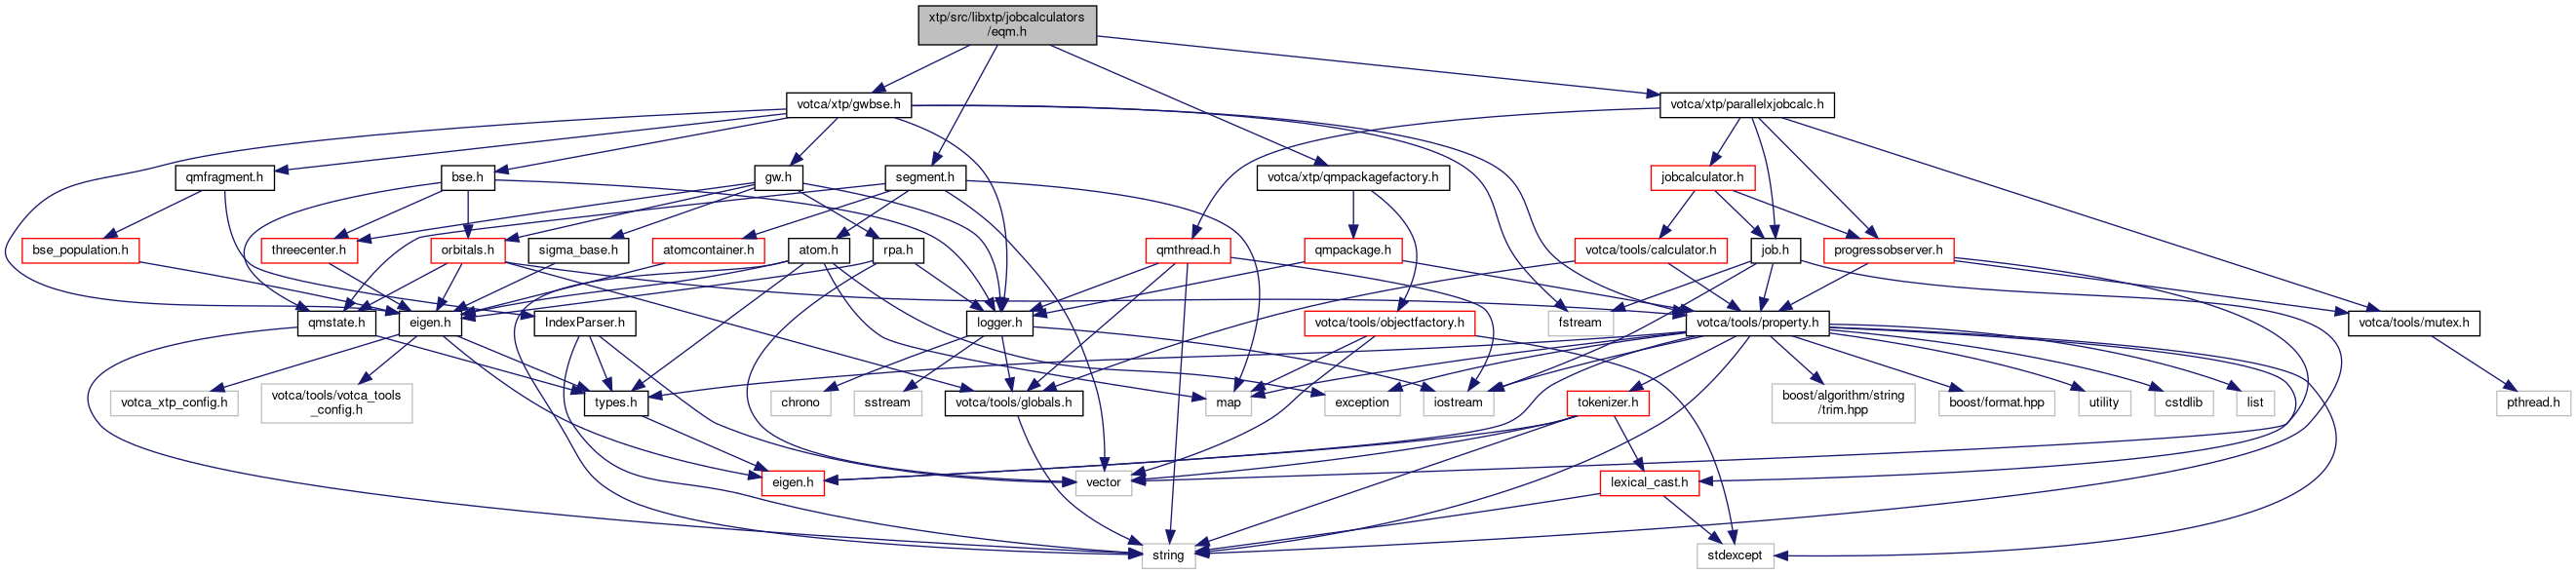 xtp/src/libxtp/jobcalculators
/eqm.h
votca/xtp/gwbse.h
votca/xtp/parallelxjobcalc.h
qmfragment.h
bse.h
gw.h
segment.h
votca/xtp/qmpackagefactory.h
jobcalculator.h
bse_population.h
threecenter.h
orbitals.h
sigma_base.h
atomcontainer.h
atom.h
rpa.h
qmthread.h
qmpackage.h
votca/tools/calculator.h
job.h
progressobserver.h
qmstate.h
eigen.h
IndexParser.h
logger.h
votca/tools/objectfactory.h
fstream
votca/tools/property.h
votca/tools/mutex.h
votca_xtp_config.h
votca/tools/votca_tools
_config.h
types.h
chrono
sstream
votca/tools/globals.h
map
exception
iostream
tokenizer.h
boost/algorithm/string
/trim.hpp
boost/format.hpp
utility
cstdlib
list
pthread.h
eigen.h
vector
lexical_cast.h
string
stdexcept